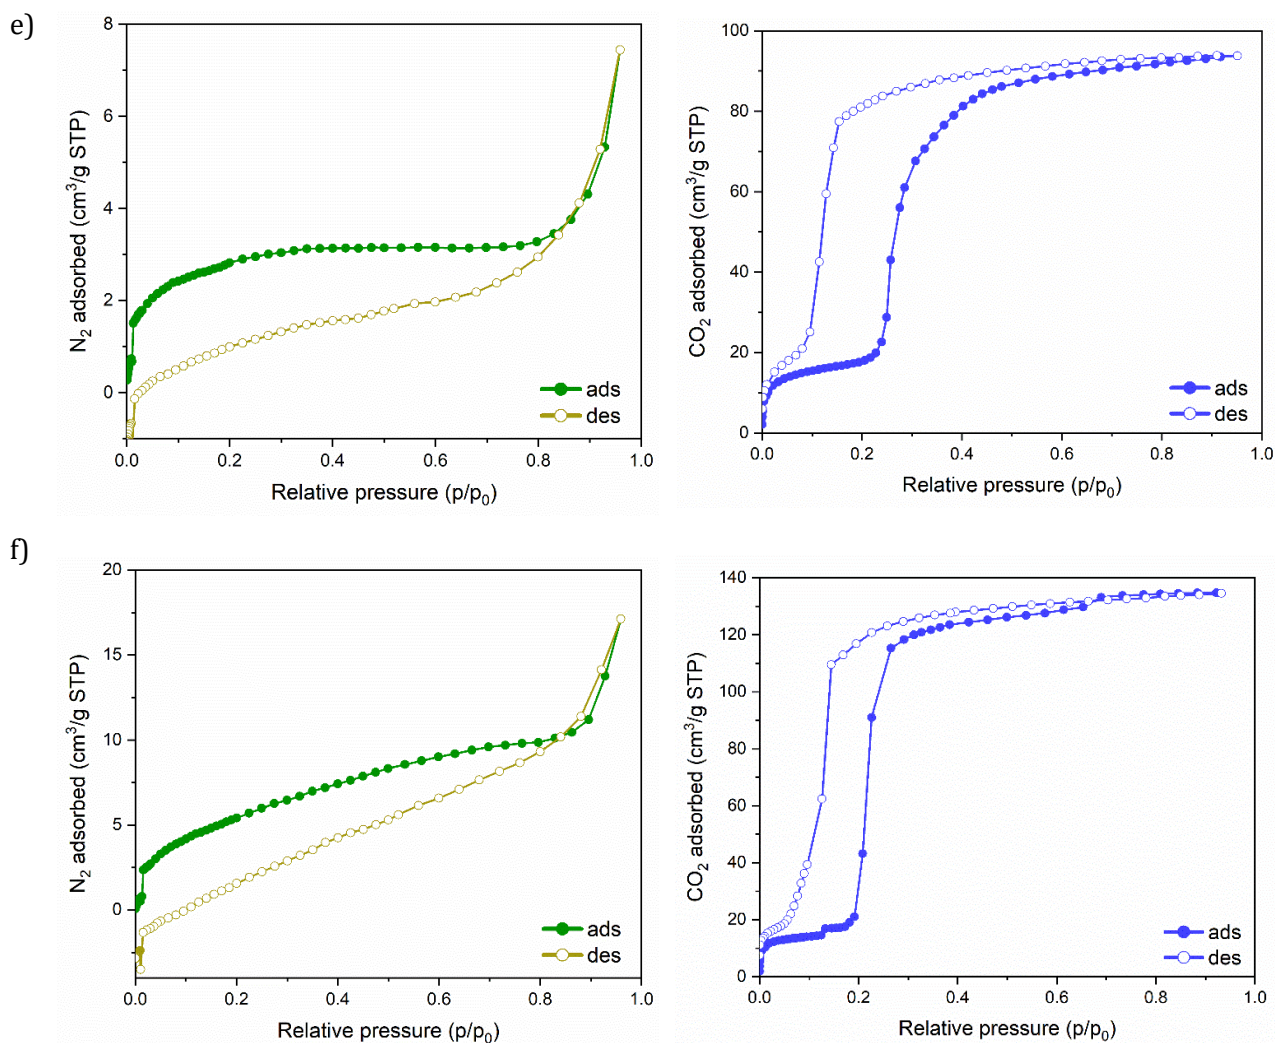 e)
N₂ adsorbed (cm³/g STP)
8
6
4
2
0
0.0 0.2 0.4 0.6 0.8 1.0
Relative pressure (p/p₀)
ads
des
CO₂ adsorbed (cm³/g STP)
100
80
60
40
20
0
0.0 0.2 0.4 0.6 0.8 1.0
Relative pressure (p/p₀)
ads
des
f)
N₂ adsorbed (cm³/g STP)
20
15
10
5
0
0.0 0.2 0.4 0.6 0.8 1.0
Relative pressure (p/p₀)
ads
des
CO₂ adsorbed (cm³/g STP)
140
120
100
80
60
40
20
0
0.0 0.2 0.4 0.6 0.8 1.0
Relative pressure (p/p₀)
ads
des